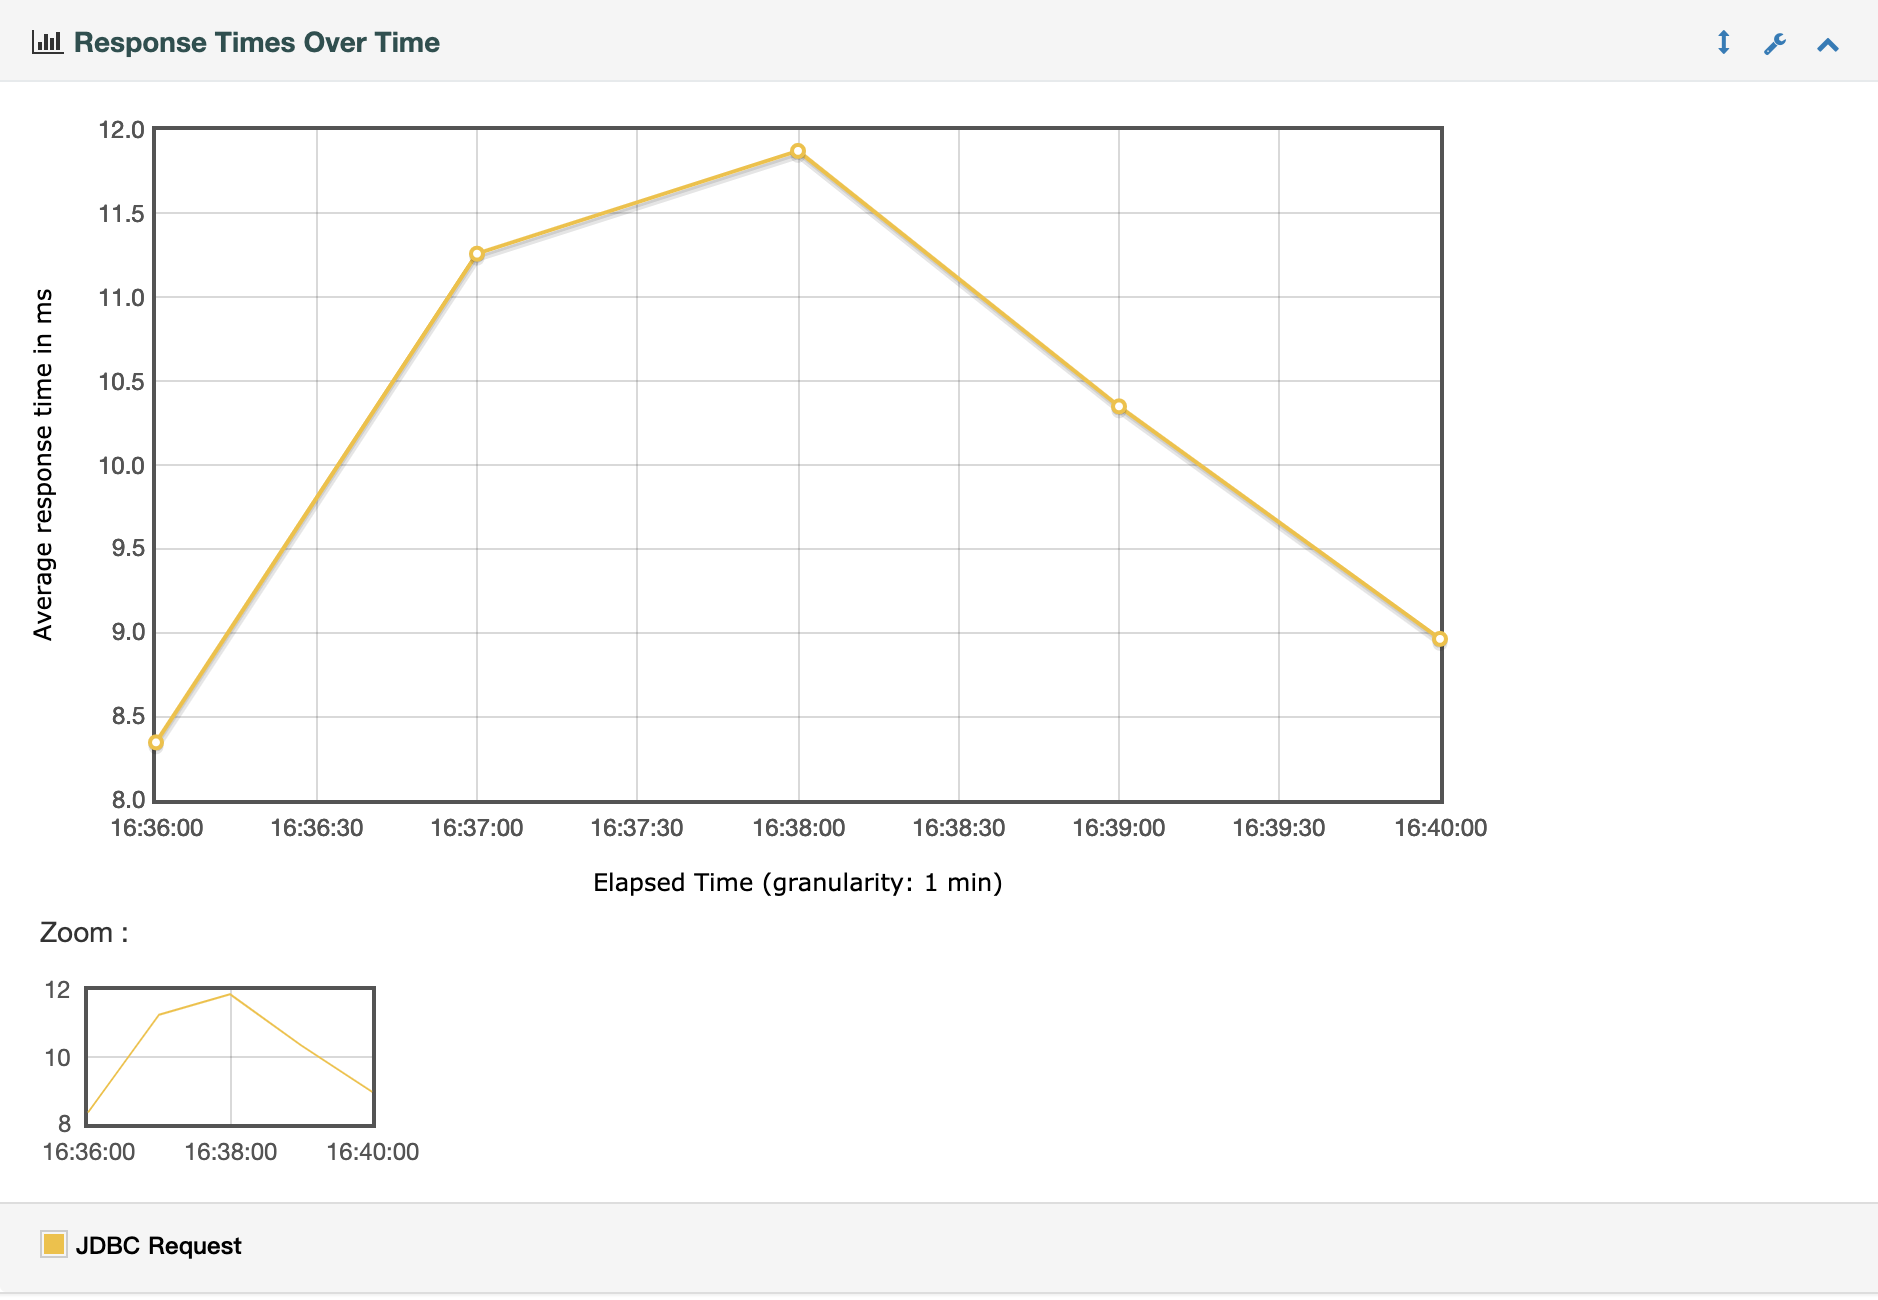 Response Times Over Time
12.0
11.5
11.0
10.5
10.0
9.5
9.0
8.5
8.0
Average response time in ms
16:36:00 16:36:30 16:37:00 16:37:30 16:38:00 16:38:30 16:39:00 16:39:30 16:40:00
Elapsed Time (granularity: 1 min)
Zoom :
12
10
8
16:36:00 16:38:00 16:40:00
JDBC Request